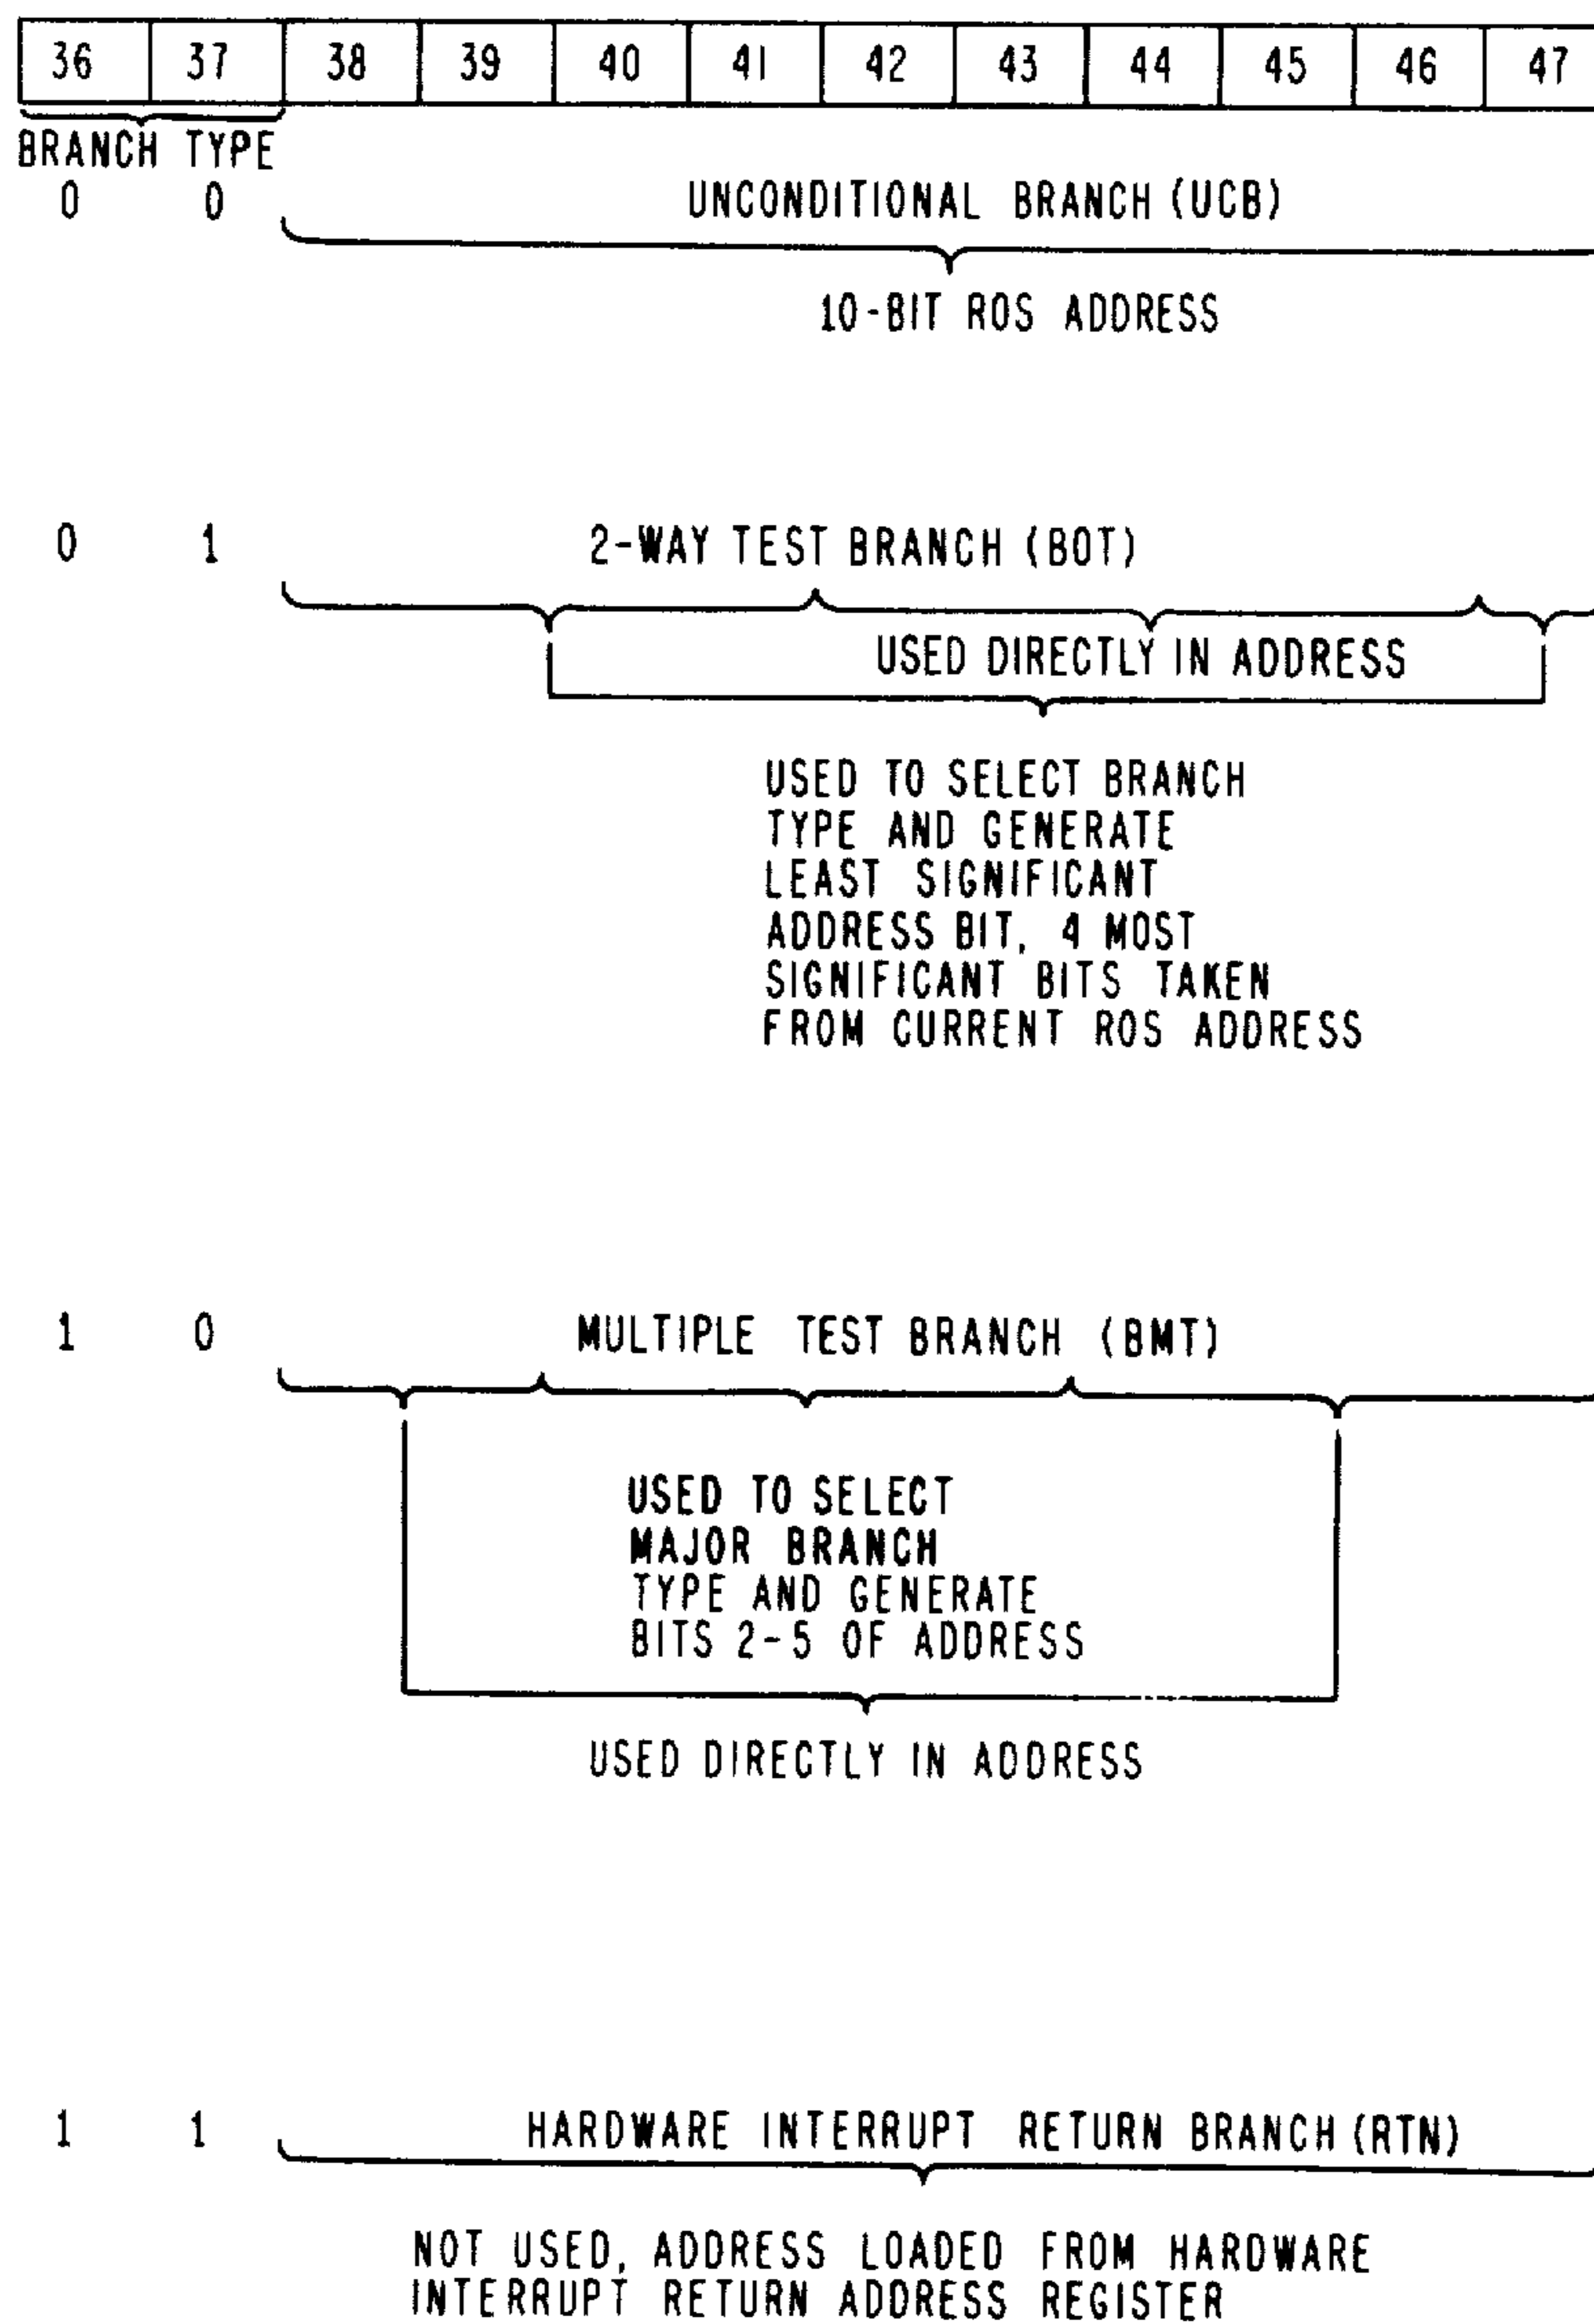 36 37 38 39 40 41 42 43 44 45 46 47
BRANCH TYPE
0 0 UNCONDITIONAL BRANCH (UCB)
10-BIT ROS ADDRESS
0 1 2-WAY TEST BRANCH (BOT)
USED DIRECTLY IN ADDRESS
USED TO SELECT BRANCH
TYPE AND GENERATE
LEAST SIGNIFICANT
ADDRESS BIT, 4 MOST
SIGNIFICANT BITS TAKEN
FROM CURRENT ROS ADDRESS
1 0 MULTIPLE TEST BRANCH (BMT)
USED TO SELECT
MAJOR BRANCH
TYPE AND GENERATE
BITS 2-5 OF ADDRESS
USED DIRECTLY IN ADDRESS
1 1 HARDWARE INTERRUPT RETURN BRANCH (RTN)
NOT USED, ADDRESS LOADED FROM HARDWARE
INTERRUPT RETURN ADDRESS REGISTER